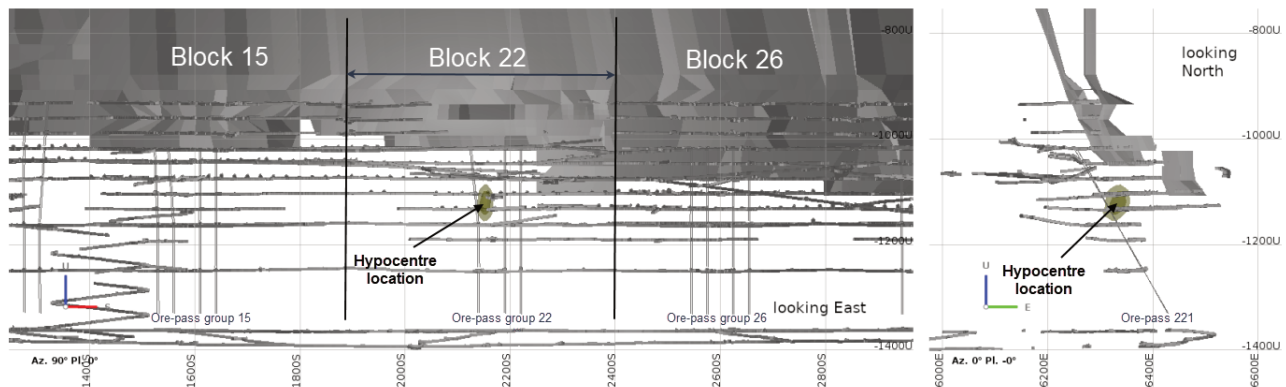 Block 15
Block 22
Block 26
-800U
-1000U
-1200U
-1400U
Hypocentre
location
U
looking East
Ore-pass group 15
Ore-pass group 22
Ore-pass group 26
Az. 90° Pl. -0°
1400S
1600S
1800S
2000S
2200S
2400S
2600S
2800S
-800U
looking
North
-1000U
-1200U
Hypocentre
location
U
E
Ore-pass 221
-1400U
Az. 0° Pl. -0°
6000E
6200E
6400E
6600E